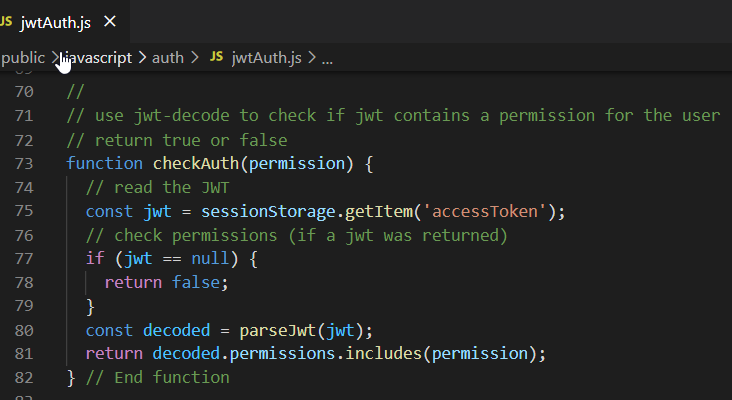 JS jwtAuth.js ×
public > javascript > auth > JS jwtAuth.js > ...
70 //
71 // use jwt-decode to check if jwt contains a permission for the user
72 // return true or false
73 function checkAuth(permission) {
74 // read the JWT
75 const jwt = sessionStorage.getItem('accessToken');
76 // check permissions (if a jwt was returned)
77 if (jwt == null) {
78 return false;
79 }
80 const decoded = parseJwt(jwt);
81 return decoded.permissions.includes(permission);
82 } // End function